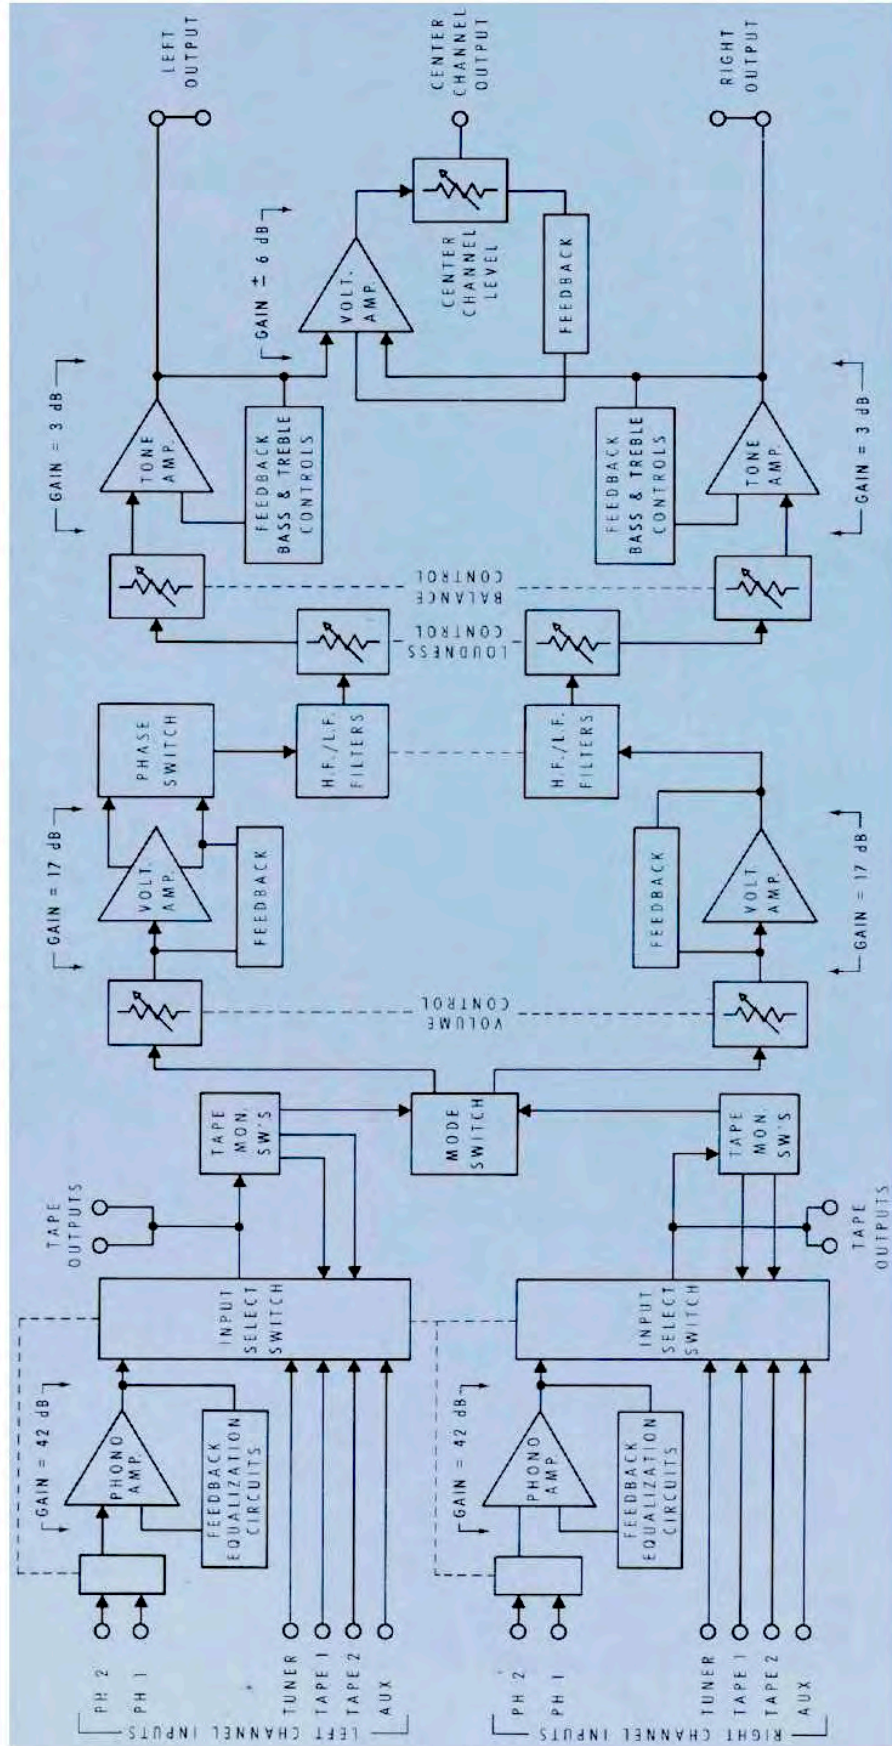 LEFT CHANNEL INPUTS
PH 2
PH 1
TUNER
TAPE 1
TAPE 2
AUX
GAIN = 42 dB
PHONO
AMP.
FEEDBACK
EQUALIZATION
CIRCUITS
INPUT
SELECT
SWITCH
TAPE
OUTPUTS
TAPE
MON.
SW'S
GAIN = 17 dB
VOLT.
AMP.
FEEDBACK
PHASE
SWITCH
H.F./L.F.
FILTERS
GAIN = 3 dB
TONE
AMP.
FEEDBACK
BASS & TREBLE
CONTROLS
LEFT
OUTPUT
MODE
SWITCH
VOLUME
CONTROL
LOUDNESS
CONTROL
BALANCE
CONTROL
GAIN ± 6 dB
VOLT.
AMP.
CENTER
CHANNEL
LEVEL
FEEDBACK
CENTER
CHANNEL
OUTPUT
RIGHT CHANNEL INPUTS
PH 2
PH 1
TUNER
TAPE 1
TAPE 2
AUX
GAIN = 42 dB
PHONO
AMP.
FEEDBACK
EQUALIZATION
CIRCUITS
INPUT
SELECT
SWITCH
TAPE
MON.
SW'S
TAPE
OUTPUTS
FEEDBACK
VOLT.
AMP.
GAIN = 17 dB
H.F./L.F.
FILTERS
FEEDBACK
BASS & TREBLE
CONTROLS
TONE
AMP.
GAIN = 3 dB
RIGHT
OUTPUT